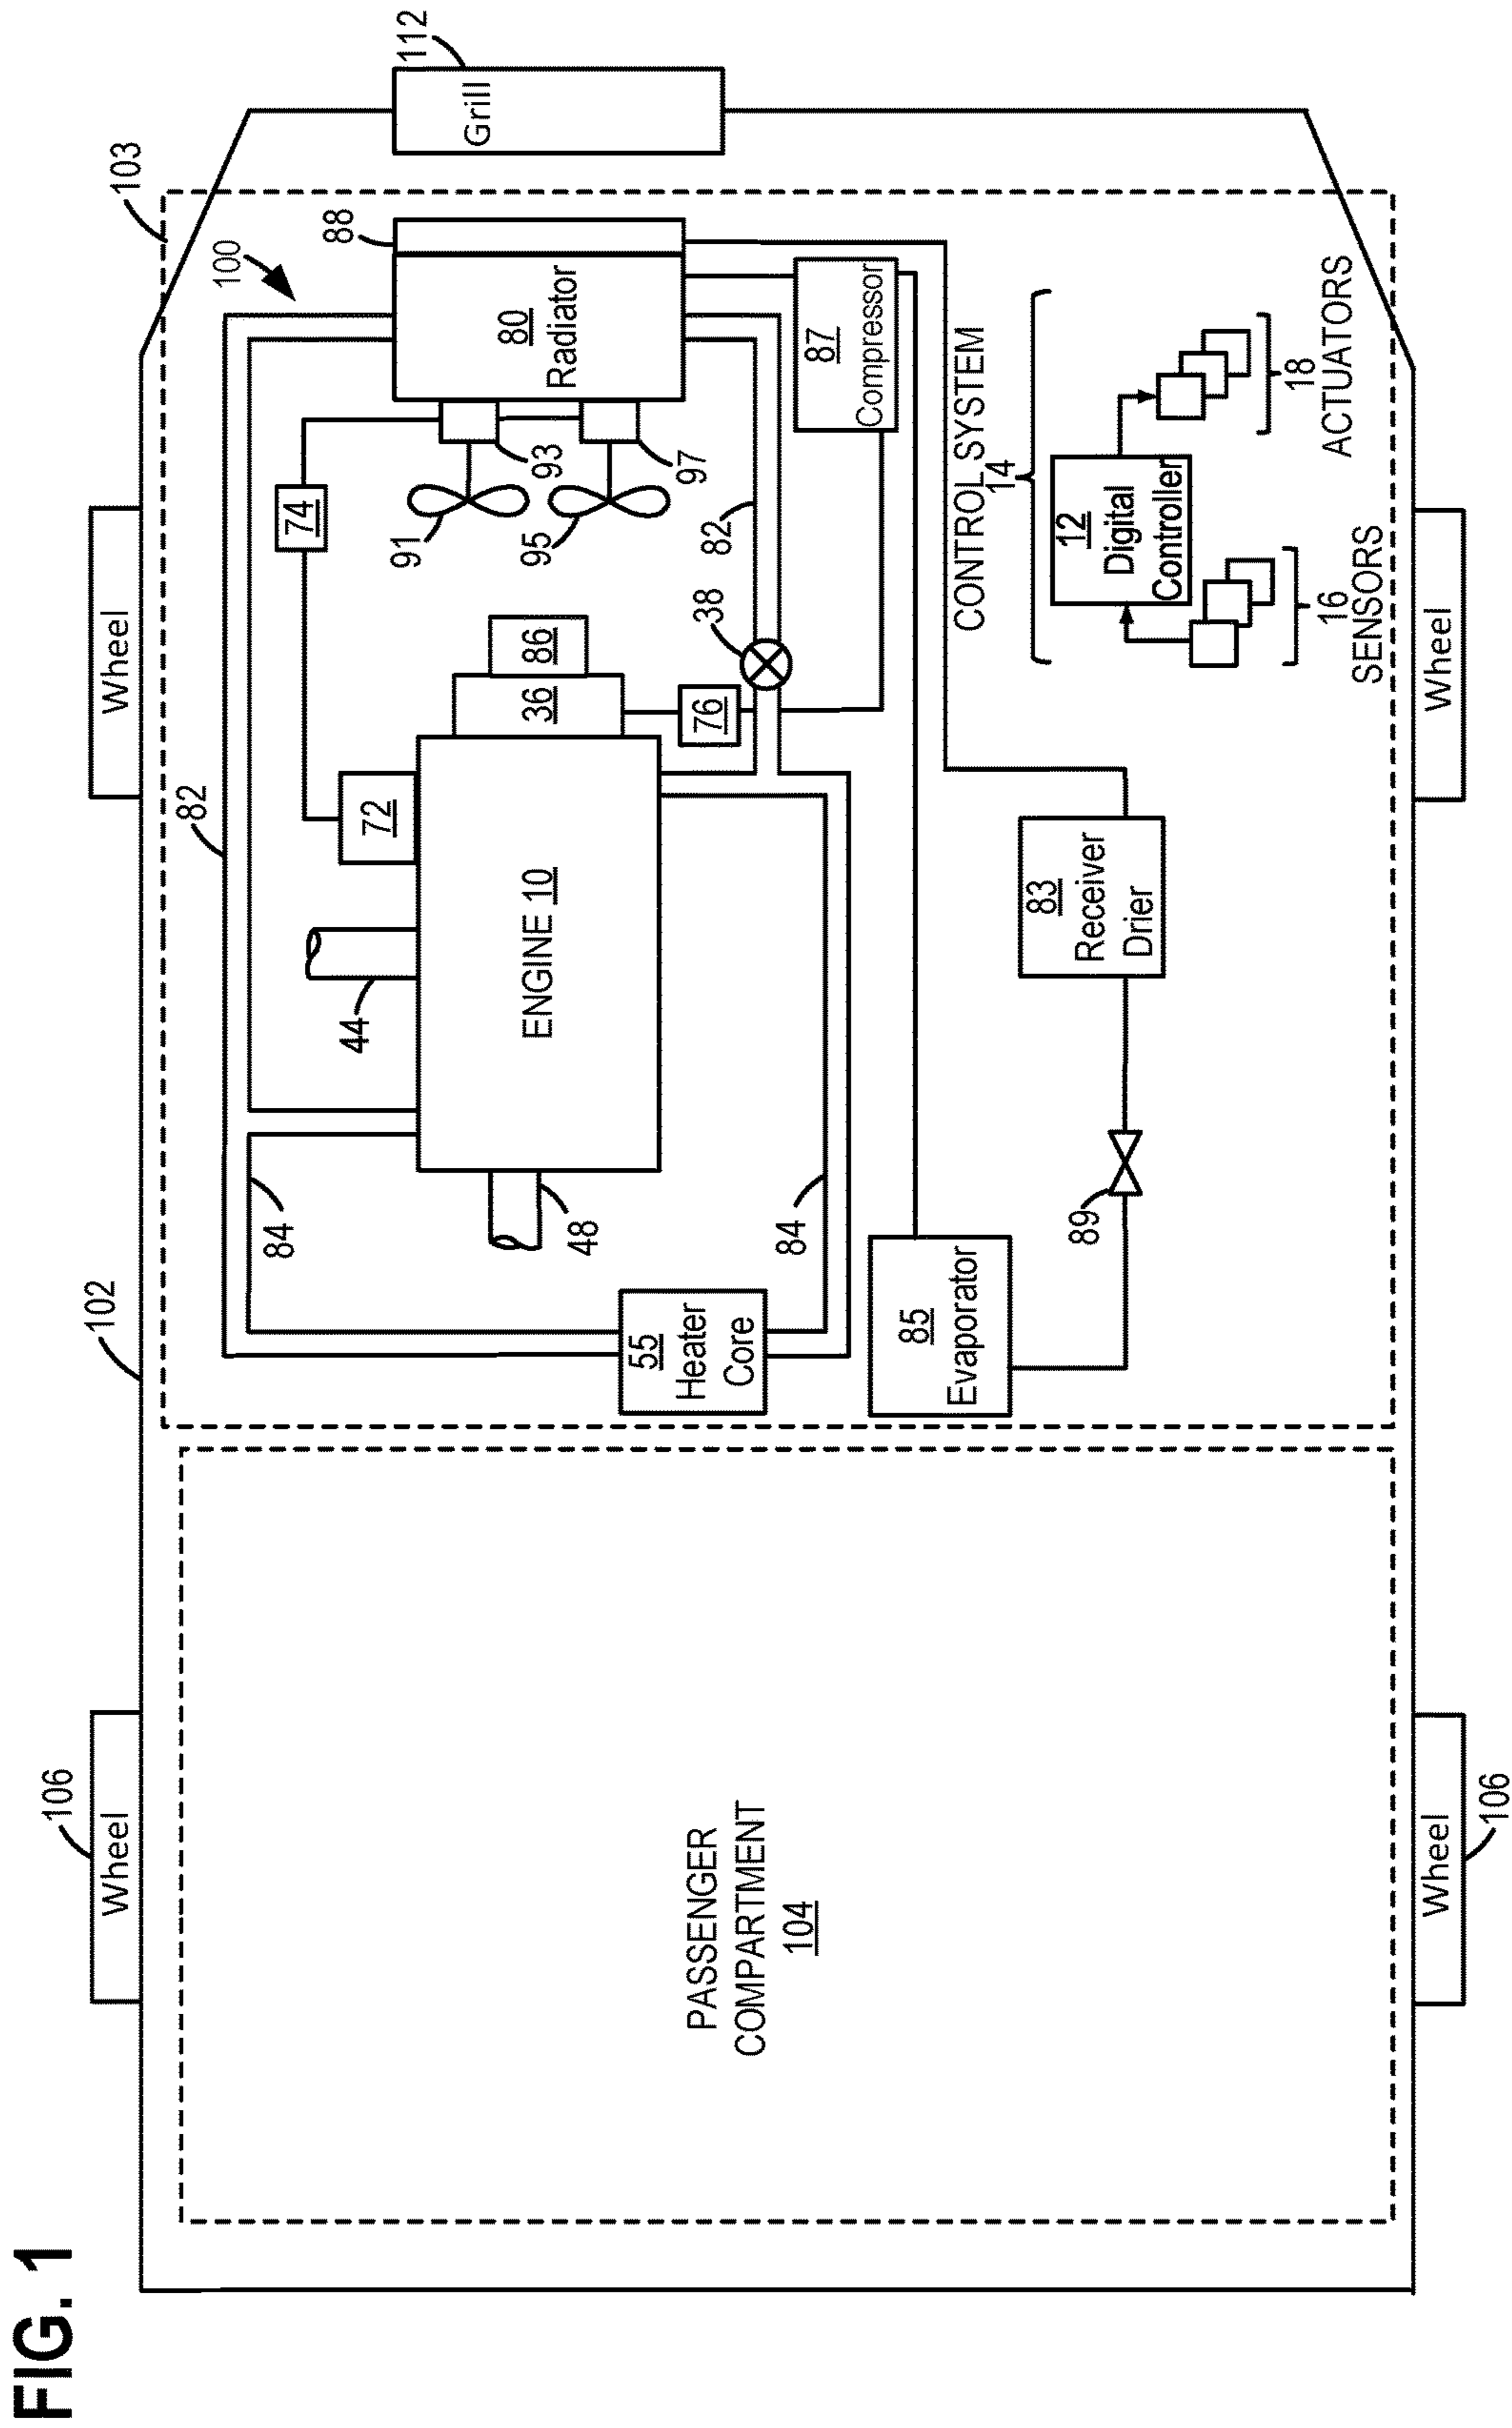 FIG. 1
106
Wheel
102
82
Wheel
103
100
112
Grill
88
80
Radiator
74
72
93
97
91
95
44
ENGINE 10
36
86
76
38
82
87
Compressor
84
48
84
55
Heater
Core
85
Evaporator
89
83
Receiver
Drier
CONTROL SYSTEM
14
12
Digital
Controller
16
SENSORS
18
ACTUATORS
PASSENGER
COMPARTMENT
104
Wheel
106
Wheel